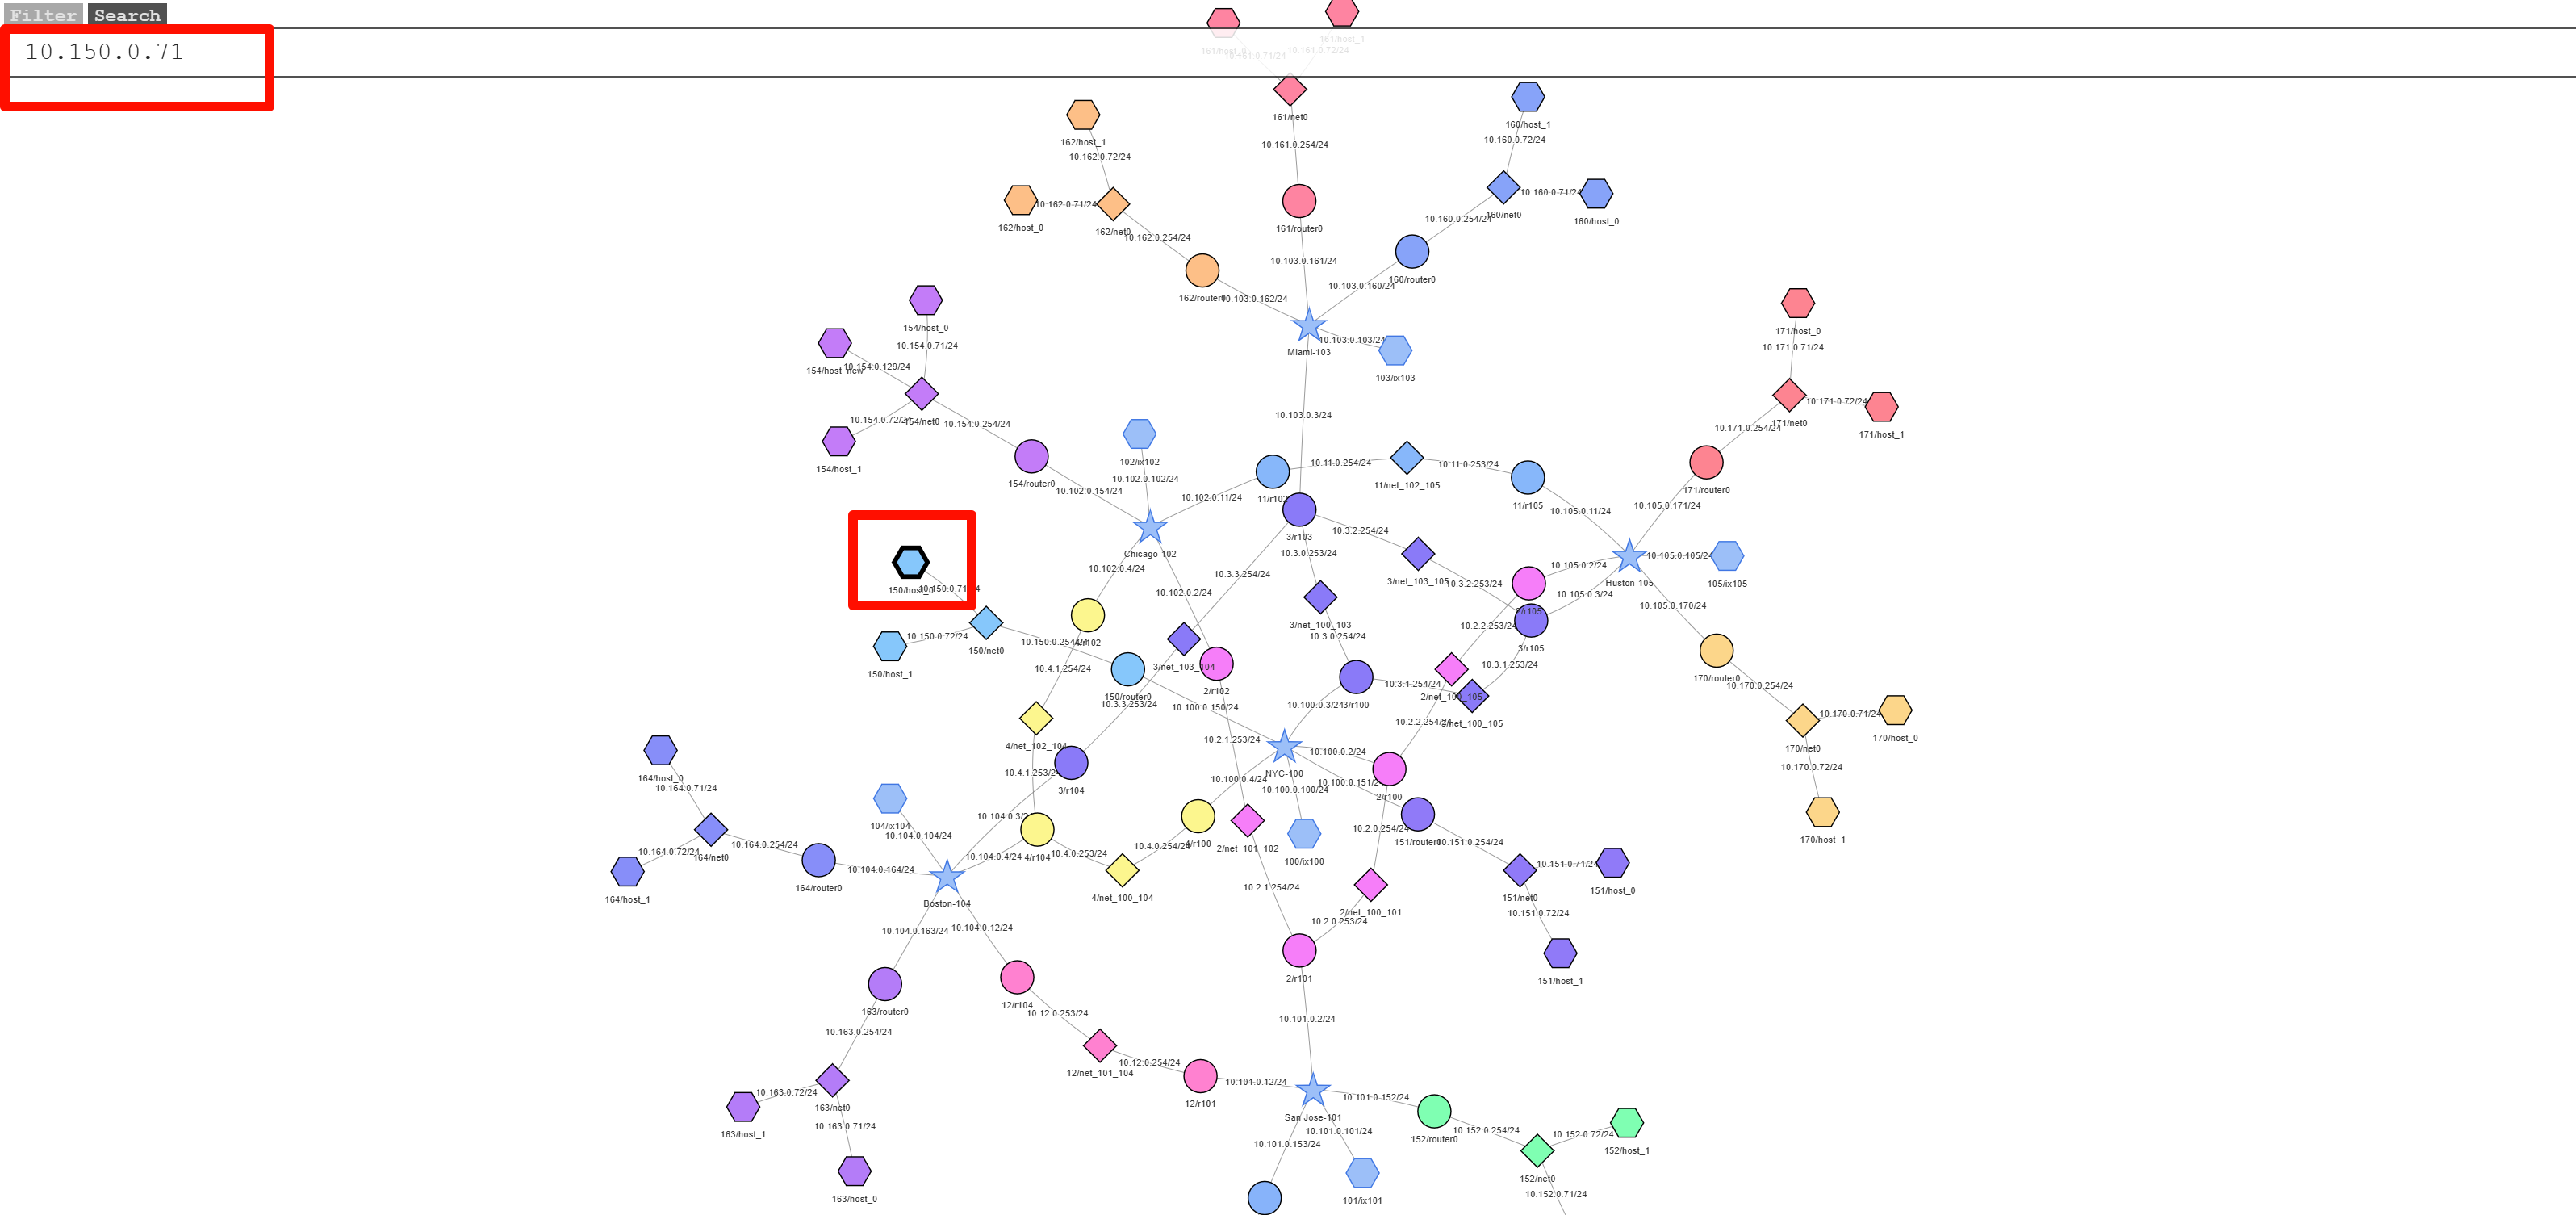 Filter Search
10.150.0.71
161/host_0
161/host_1
10.161.0.71/24
10.161.0.72/24
161/net0
160/host_1
162/host_1
10.161.0.254/24
10.160.0.72/24
10.162.0.72/24
10.160.0.71/24
10.162.0.71/24
160/net0
160/host_0
162/host_0
162/net0
161/router0
10.160.0.254/24
10.162.0.254/24
10.103.0.161/24
160/router0
10.103.0.160/24
162/router0
10.103.0.162/24
154/host_0
171/host_0
10.103.0.103/24
10.154.0.71/24
Miami-103
10.171.0.71/24
154/host_new
10.154.0.129/24
103/ix103
10.171.0.72/24
10.103.0.3/24
10.154.0.72/24
154/net0
10.154.0.254/24
171/net0
10.171.0.254/24
171/host_1
102/ix102
154/host_1
10.102.0.102/24
10.11.0.254/24
10.11.0.253/24
154/router0
11/net_102_105
10.102.0.154/24
171/router0
10.102.0.11/24
11/r102
11/r105
10.105.0.171/24
10.105.0.11/24
10.3.2.254/24
3/r103
Chicago-102
10.3.0.253/24
10.105.0.105/24
10.102.0.4/24
10.105.0.2/24
10.3.3.254/24
3/net_103_105
10.3.2.253/24
Huston-105
105/ix105
150/host_0
10.150.0.71/24
10.102.0.2/24
10.105.0.3/24
10.105.0.170/24
2/r105
3/net_100_103
10.2.2.253/24
10.150.0.72/24
10.3.0.254/24
150/net0
10.150.0.254/24
4/r102
3/r105
150/host_1
10.4.1.254/24
3/net_103_104
10.3.1.253/24
170/router0
10.3.1.254/24
10.170.0.254/24
2/r102
150/router0
2/net_100_105
10.3.3.253/24
10.100.0.150/24
10.100.0.3/24
3/r100
10.170.0.71/24
10.2.2.254/24
3/net_100_105
4/net_102_104
10.2.1.253/24
170/host_0
170/net0
10.100.0.2/24
164/host_0
10.4.1.253/24
NYC-100
10.170.0.72/24
10.164.0.71/24
3/r104
10.100.0.4/24
10.100.0.151/24
10.100.0.100/24
2/r100
104/ix104
10.104.0.3/24
10.104.0.104/24
10.2.0.254/24
170/host_1
10.164.0.254/24
10.4.0.254/24
4/r100
151/router0
10.151.0.254/24
10.164.0.72/24
164/net0
10.104.0.4/24
4/r104
10.4.0.253/24
2/net_101_102
100/ix100
10.151.0.71/24
10.104.0.164/24
164/router0
10.2.1.254/24
151/host_0
164/host_1
Boston-104
4/net_100_104
151/net0
2/net_100_101
10.151.0.72/24
10.2.0.253/24
10.104.0.163/24
10.104.0.12/24
2/r101
151/host_1
12/r104
163/router0
10.12.0.253/24
10.101.0.2/24
10.163.0.254/24
10.12.0.254/24
12/net_101_104
10.101.0.12/24
10.163.0.72/24
10.101.0.152/24
163/net0
12/r101
San Jose-101
10.163.0.71/24
10.101.0.101/24
10.152.0.254/24
10.152.0.72/24
163/host_1
10.101.0.153/24
152/router0
152/host_1
152/net0
10.152.0.71/24
163/host_0
101/ix101